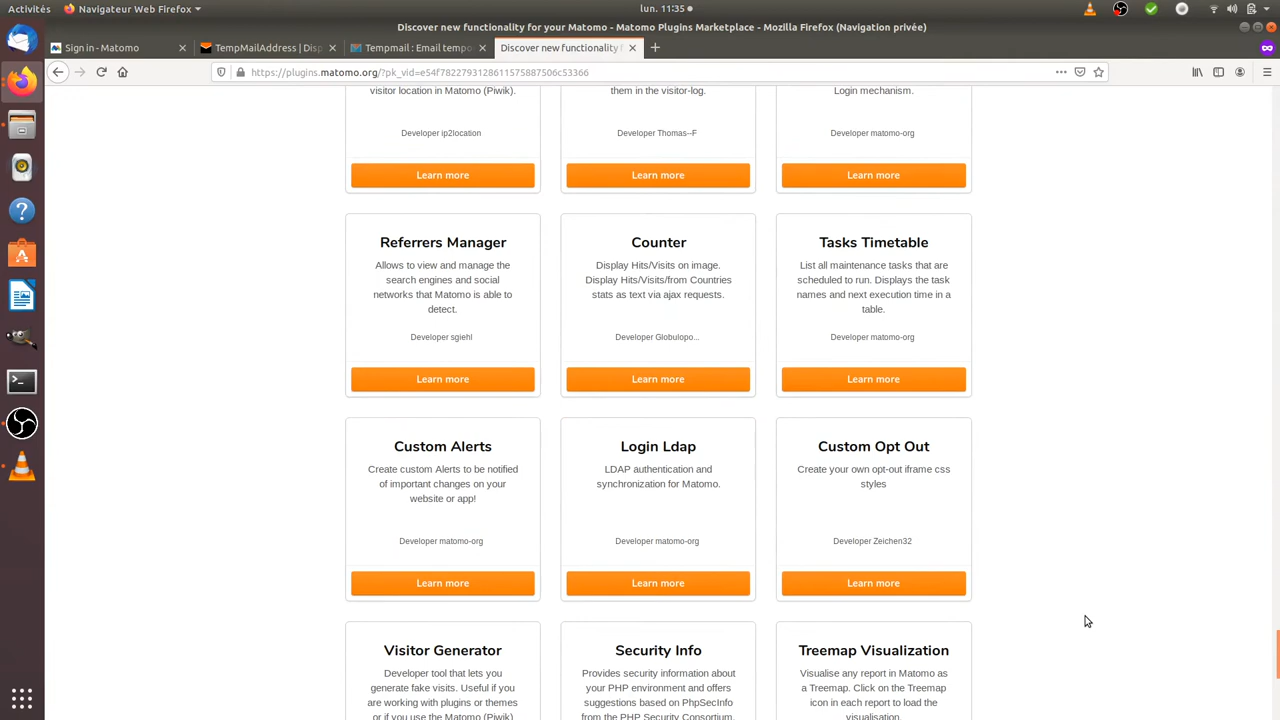 Activités
Navigateur Web Firefox
lun. 11:35
Discover new functionality for your Matomo - Matomo Plugins Marketplace - Mozilla Firefox (Navigation privée)
Sign in - Matomo
TempMailAddress | Disp
Tempmail : Email tempo
Discover new functionality f
https://plugins.matomo.org/?pk_vid=e54f7822793128611575887506c53366
visitor location in Matomo (Piwik).
them in the visitor-log.
Login mechanism.
Developer ip2location
Developer Thomas--F
Developer matomo-org
Learn more
Learn more
Learn more
Referrers Manager
Allows to view and manage the
search engines and social
networks that Matomo is able to
detect.
Developer sgiehl
Learn more
Counter
Display Hits/Visits on image.
Display Hits/Visits/from Countries
stats as text via ajax requests.
Developer Globulopo...
Learn more
Tasks Timetable
List all maintenance tasks that are
scheduled to run. Displays the task
names and next execution time in a
table.
Developer matomo-org
Learn more
Custom Alerts
Create custom Alerts to be notified
of important changes on your
website or app!
Developer matomo-org
Learn more
Login Ldap
LDAP authentication and
synchronization for Matomo.
Developer matomo-org
Learn more
Custom Opt Out
Create your own opt-out iframe css
styles
Developer Zeichen32
Learn more
Visitor Generator
Developer tool that lets you
generate fake visits. Useful if you
are working with plugins or themes
or if you use the Matomo (Piwik)
Security Info
Provides security information about
your PHP environment and offers
suggestions based on PhpSecInfo
from the PHP Security Consortium.
Treemap Visualization
Visualise any report in Matomo as
a Treemap. Click on the Treemap
icon in each report to load the
visualisation.